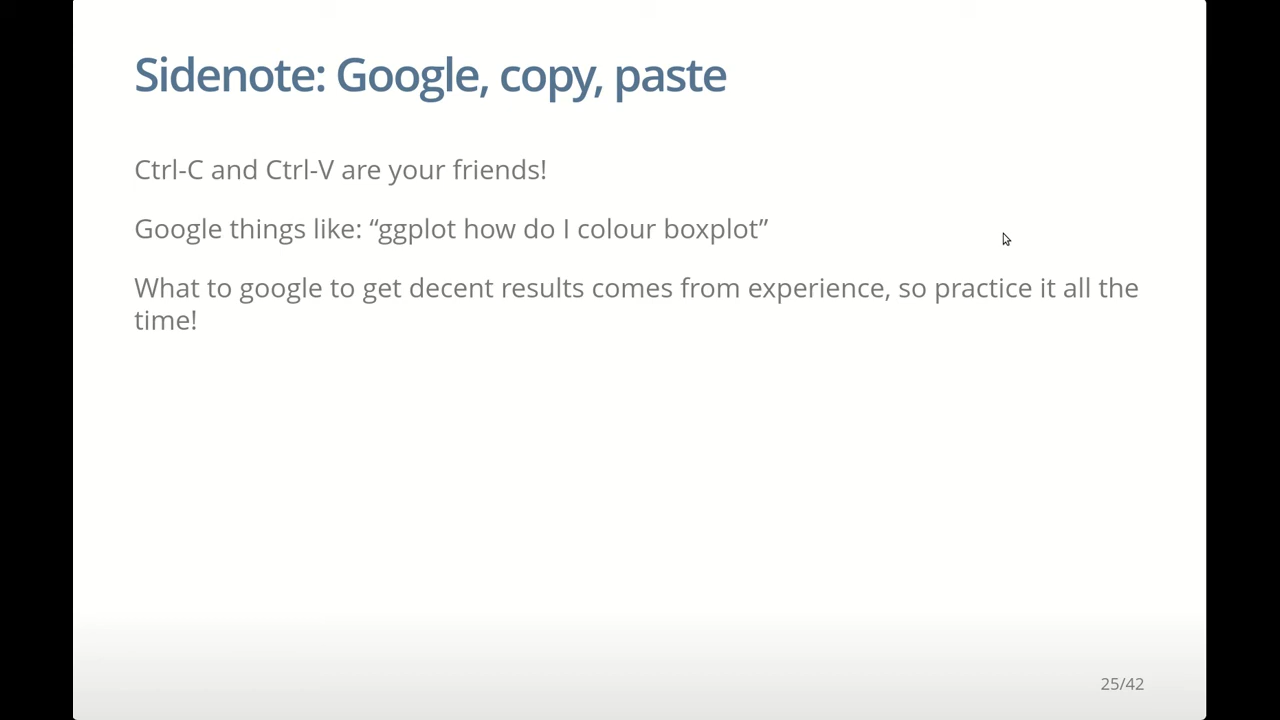 Sidenote: Google, copy, paste
Ctrl-C and Ctrl-V are your friends!
Google things like: “ggplot how do I colour boxplot”
What to google to get decent results comes from experience, so practice it all the
time!
25/42